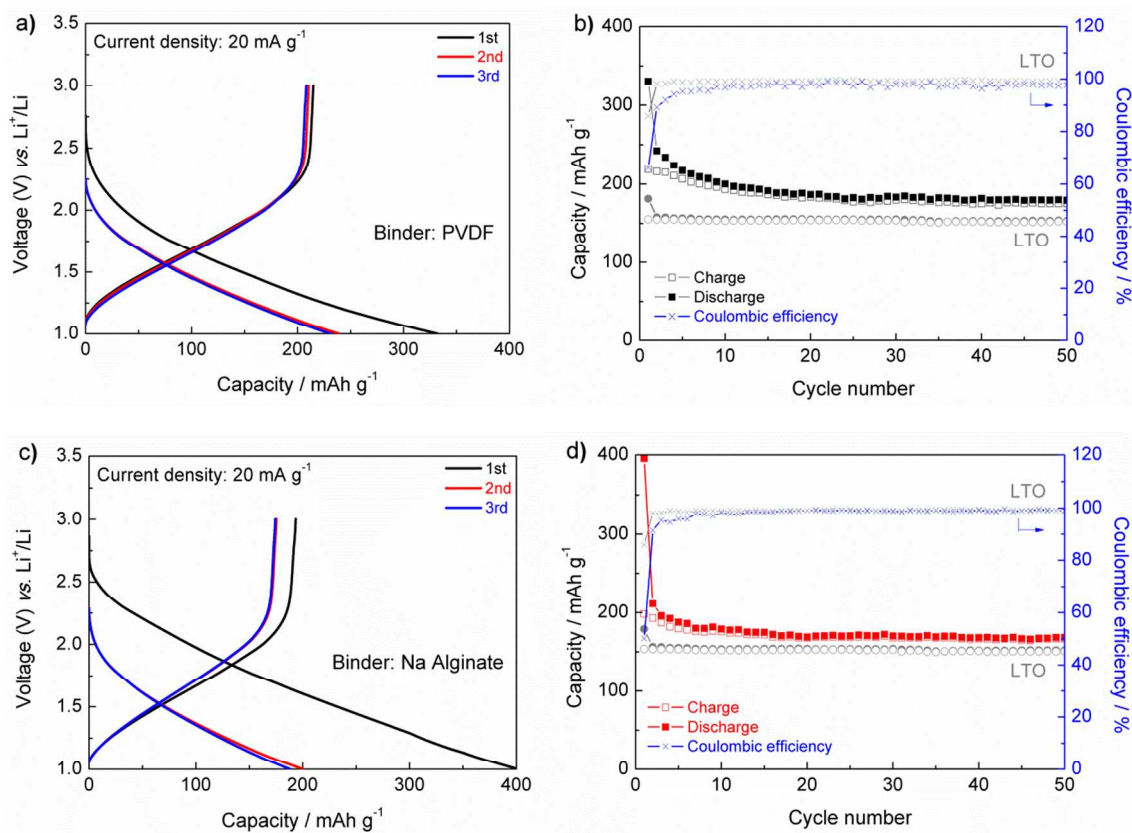 a)
Current density: 20 mA g⁻¹
1st
2nd
3rd
Binder: PVDF
Voltage (V) vs. Li⁺/Li
3.5
3.0
2.5
2.0
1.5
1.0
0 100 200 300 400
Capacity / mAh g⁻¹
b)
LTO
LTO
Charge
Discharge
Coulombic efficiency
Capacity / mAh g⁻¹
400
300
200
100
0
Coulombic efficiency / %
120
100
80
60
40
20
0
0 10 20 30 40 50
Cycle number
c)
Current density: 20 mA g⁻¹
1st
2nd
3rd
Binder: Na Alginate
Voltage (V) vs. Li⁺/Li
3.5
3.0
2.5
2.0
1.5
1.0
0 100 200 300 400
Capacity / mAh g⁻¹
d)
LTO
LTO
Charge
Discharge
Coulombic efficiency
Capacity / mAh g⁻¹
400
300
200
100
0
Coulombic efficiency / %
120
100
80
60
40
20
0
0 10 20 30 40 50
Cycle number